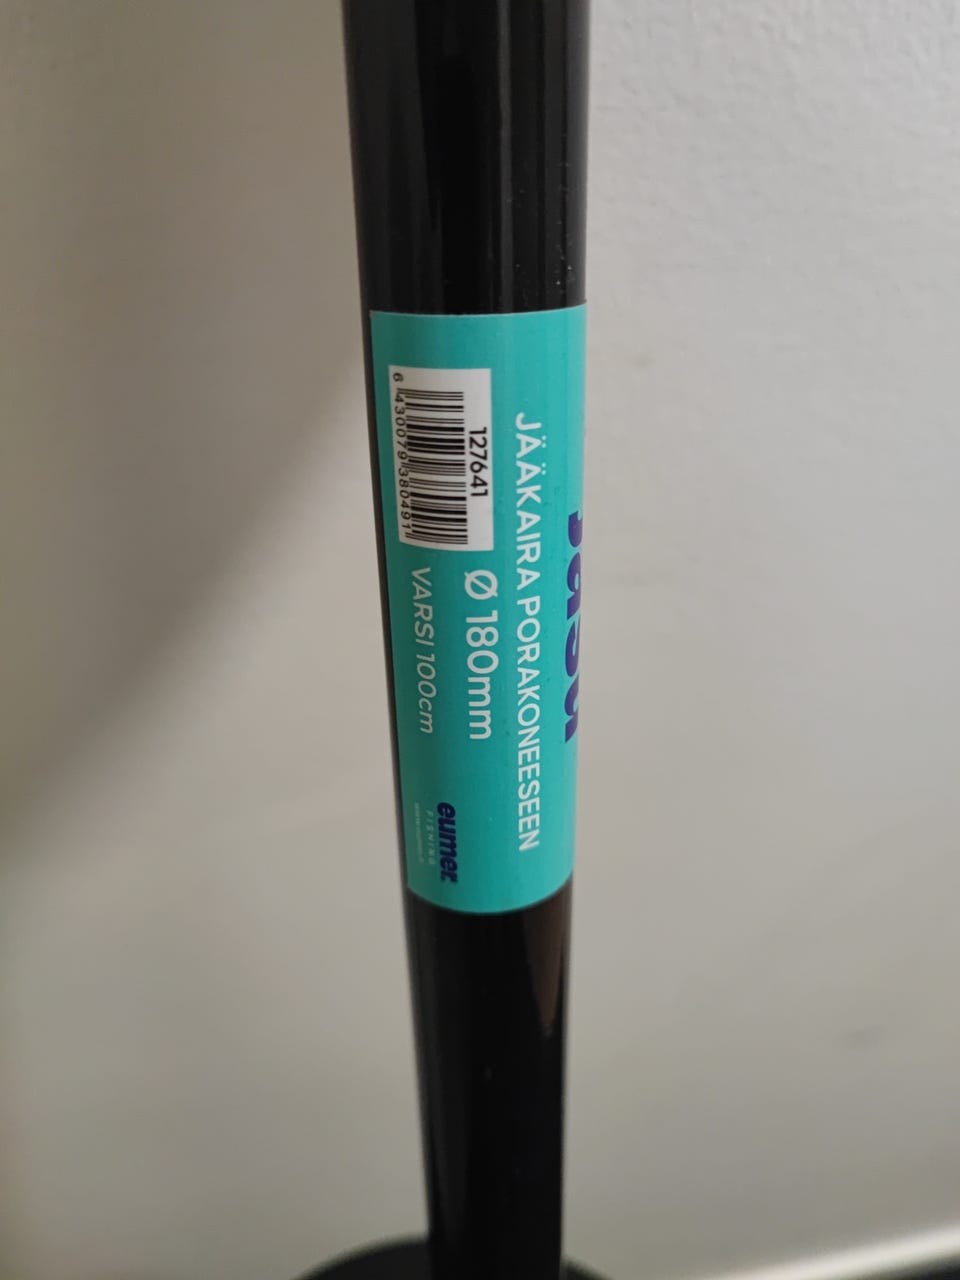 JÄÄKAIRA PORAKONEESEEN
127641
6 430079 380491
Ø 180mm
VARSI 100cm
eumer
FISHING